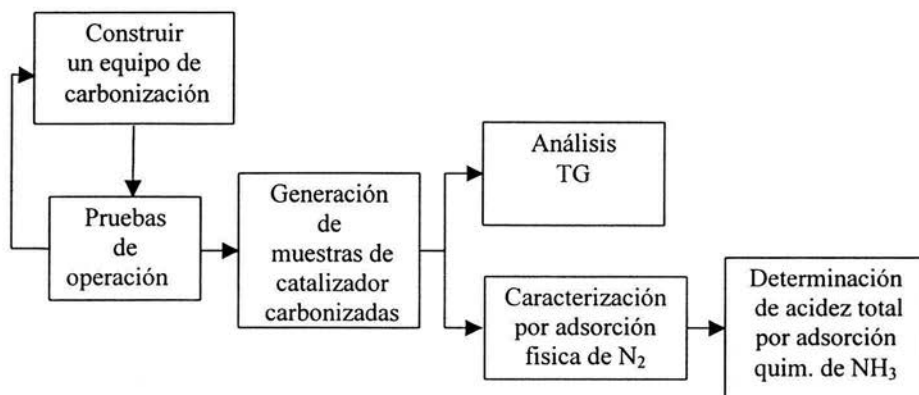 Construir
un equipo de
carbonización
Pruebas
de
operación
Generación
de
muestras de
catalizador
carbonizadas
Análisis
TG
Caracterización
por adsorción
fisica de N₂
Determinación
de acidez total
por adsorción
quim. de NH₃